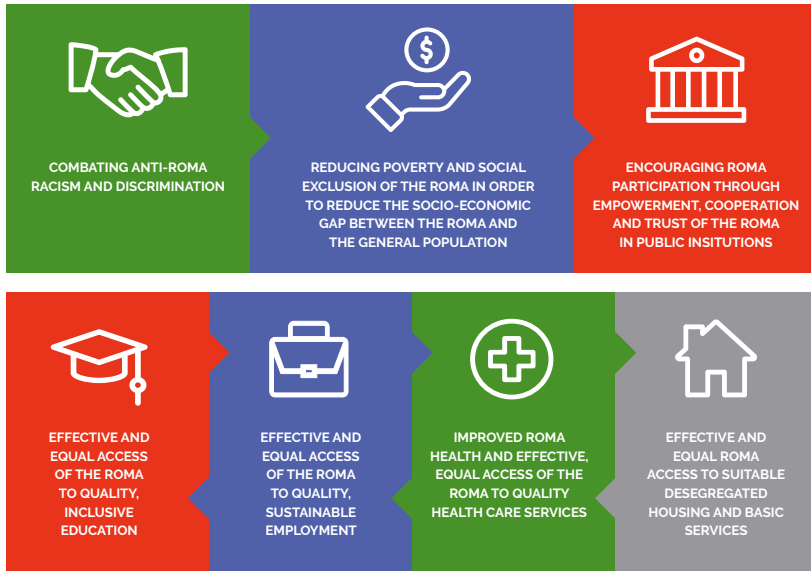 $
COMBATING ANTI-ROMA
RACISM AND DISCRIMINATION
REDUCING POVERTY AND SOCIAL
EXCLUSION OF THE ROMA IN ORDER
TO REDUCE THE SOCIO-ECONOMIC
GAP BETWEEN THE ROMA AND
THE GENERAL POPULATION
ENCOURAGING ROMA
PARTICIPATION THROUGH
EMPOWERMENT, COOPERATION
AND TRUST OF THE ROMA
IN PUBLIC INSITUTIONS
EFFECTIVE AND
EQUAL ACCESS
OF THE ROMA
TO QUALITY,
INCLUSIVE
EDUCATION
EFFECTIVE AND
EQUAL ACCESS
OF THE ROMA
TO QUALITY,
SUSTAINABLE
EMPLOYMENT
IMPROVED ROMA
HEALTH AND EFFECTIVE,
EQUAL ACCESS OF THE
ROMA TO QUALITY
HEALTH CARE SERVICES
EFFECTIVE AND
EQUAL ROMA
ACCESS TO SUITABLE
DESEGREGATED
HOUSING AND BASIC
SERVICES